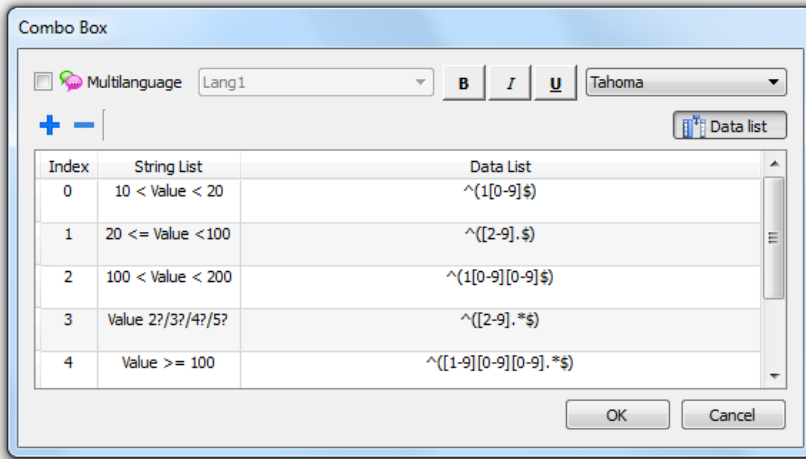 Combo Box
Multilanguage Lang1 B I U Tahoma
Data list
Index String List Data List
0 10 < Value < 20 ^(1[0-9]$)
1 20 <= Value <100 ^([2-9].$)
2 100 < Value < 200 ^(1[0-9][0-9]$)
3 Value 2?/3?/4?/5? ^([2-9].*$)
4 Value >= 100 ^([1-9][0-9][0-9].*$)
OK Cancel